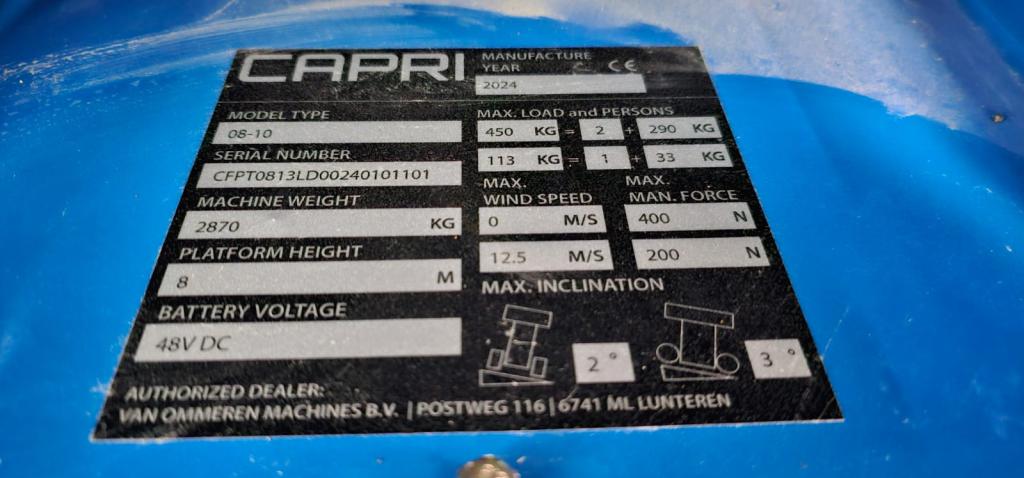 CAPRI
MANUFACTURE
YEAR
CE
2024
MODEL TYPE
08-10
SERIAL NUMBER
CFPT0813LD00240101101
MACHINE WEIGHT
2870 KG
PLATFORM HEIGHT
8 M
BATTERY VOLTAGE
48V DC
MAX. LOAD and PERSONS
450 KG = 2 + 290 KG
113 KG = 1 + 33 KG
MAX.
WIND SPEED
0 M/S
12.5 M/S
MAX.
MAN. FORCE
400 N
200 N
MAX. INCLINATION
2 °
3 °
AUTHORIZED DEALER:
VAN OMMEREN MACHINES B.V. | POSTWEG 116 | 6741 ML LUNTEREN